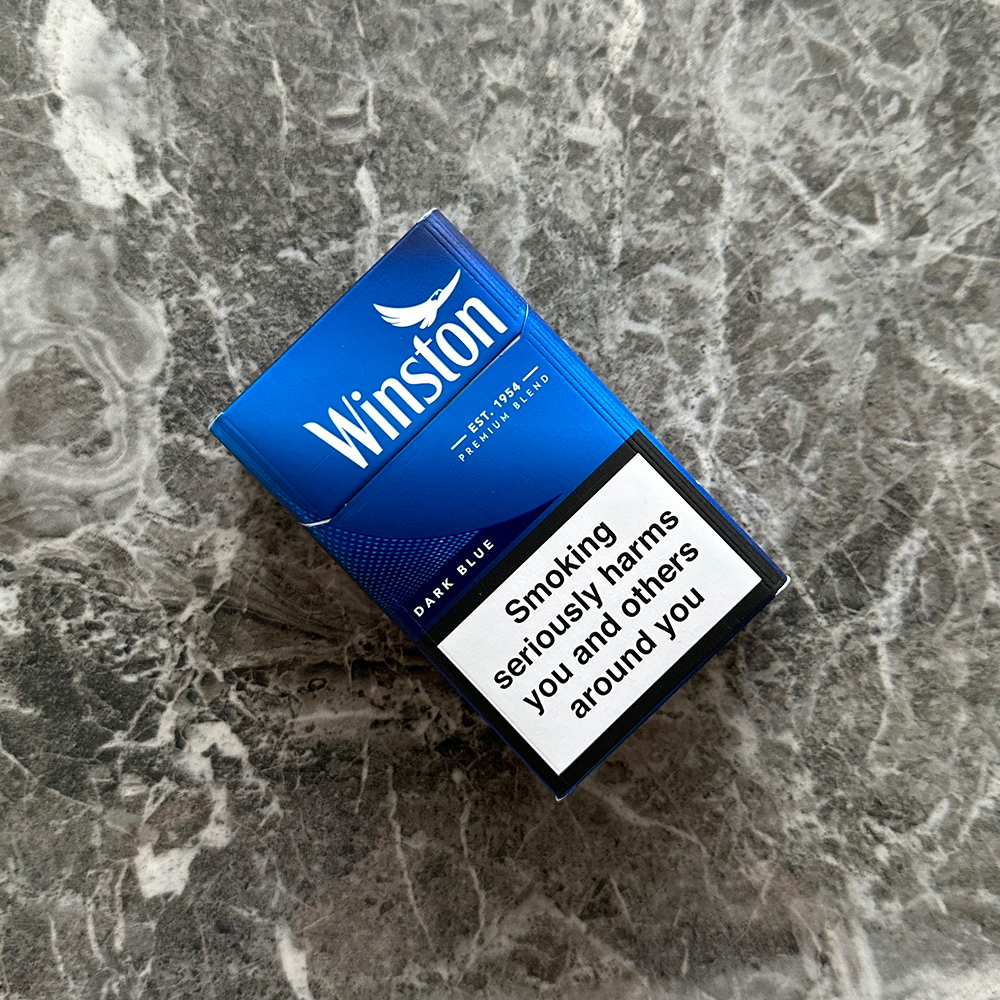 Winston
EST. 1954
PREMIUM BLEND
DARK BLUE
Smoking
seriously harms
you and others
around you